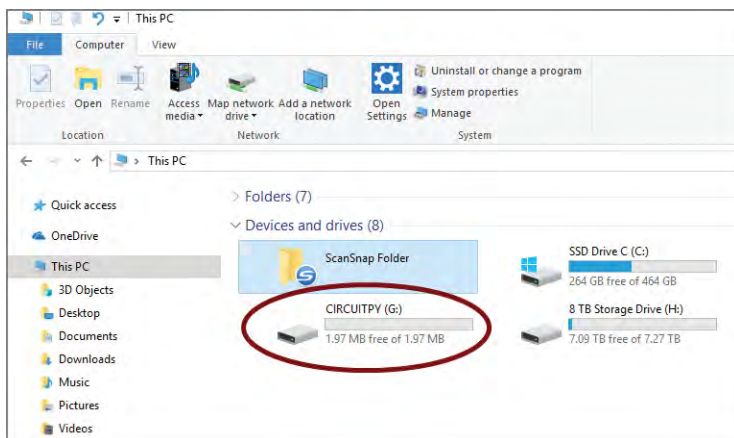 This PC
File Computer View
Properties Open Rename Access media Map network drive Add a network location Open Settings Uninstall or change a program
System properties
Manage
Location Network System
This PC
Quick access
OneDrive
This PC
3D Objects
Desktop
Documents
Downloads
Music
Pictures
Videos
Folders (7)
Devices and drives (8)
ScanSnap Folder
S
SSD Drive C (C:)
264 GB free of 464 GB
CIRCUITPY (G:)
1.97 MB free of 1.97 MB
8 TB Storage Drive (H:)
7.09 TB free of 7.27 TB